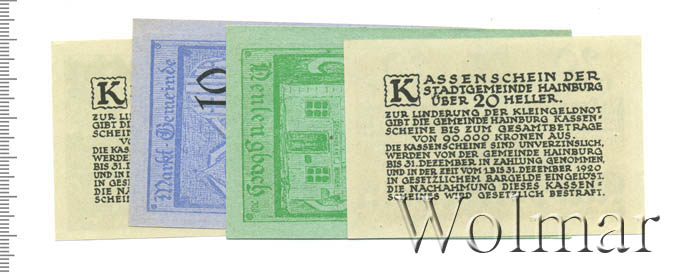 K
ZUR LIN
GIBT DIE
SCHEINE
VO
DIE KASS
WERDEN
BIS 31. D
UND IN
IN GESET
DIE NA
SCHEIN
Markt-Gemeinde
10
Neulengbach
KASSENSCHEIN DER
STADTGEMEINDE HAINBURG
ÜBER 20 HELLER.
ZUR LINDERUNG DER KLEINGELDNOT
GIBT DIE GEMEINDE HAINBURG KASSEN-
SCHEINE BIS ZUM GESAMTBETRAGE
VON 90.000 KRONEN AUS.
DIE KASSENSCHEINE SIND UNVERZINSLICH,
WERDEN VON DER GEMEINDE HAINBURG
BIS 31. DEZEMBER IN ZAHLUNG GENOMMEN,
UND IN DER ZEIT VOM 1. BIS 31. DEZEMBER 1920
IN GESETZLICHEM BARGELDE EINGELÖST.
DIE NACHAHMUNG DIESES KASSEN-
SCHEINES WIRD GESETZLICH BESTRAFT.
Wolmar